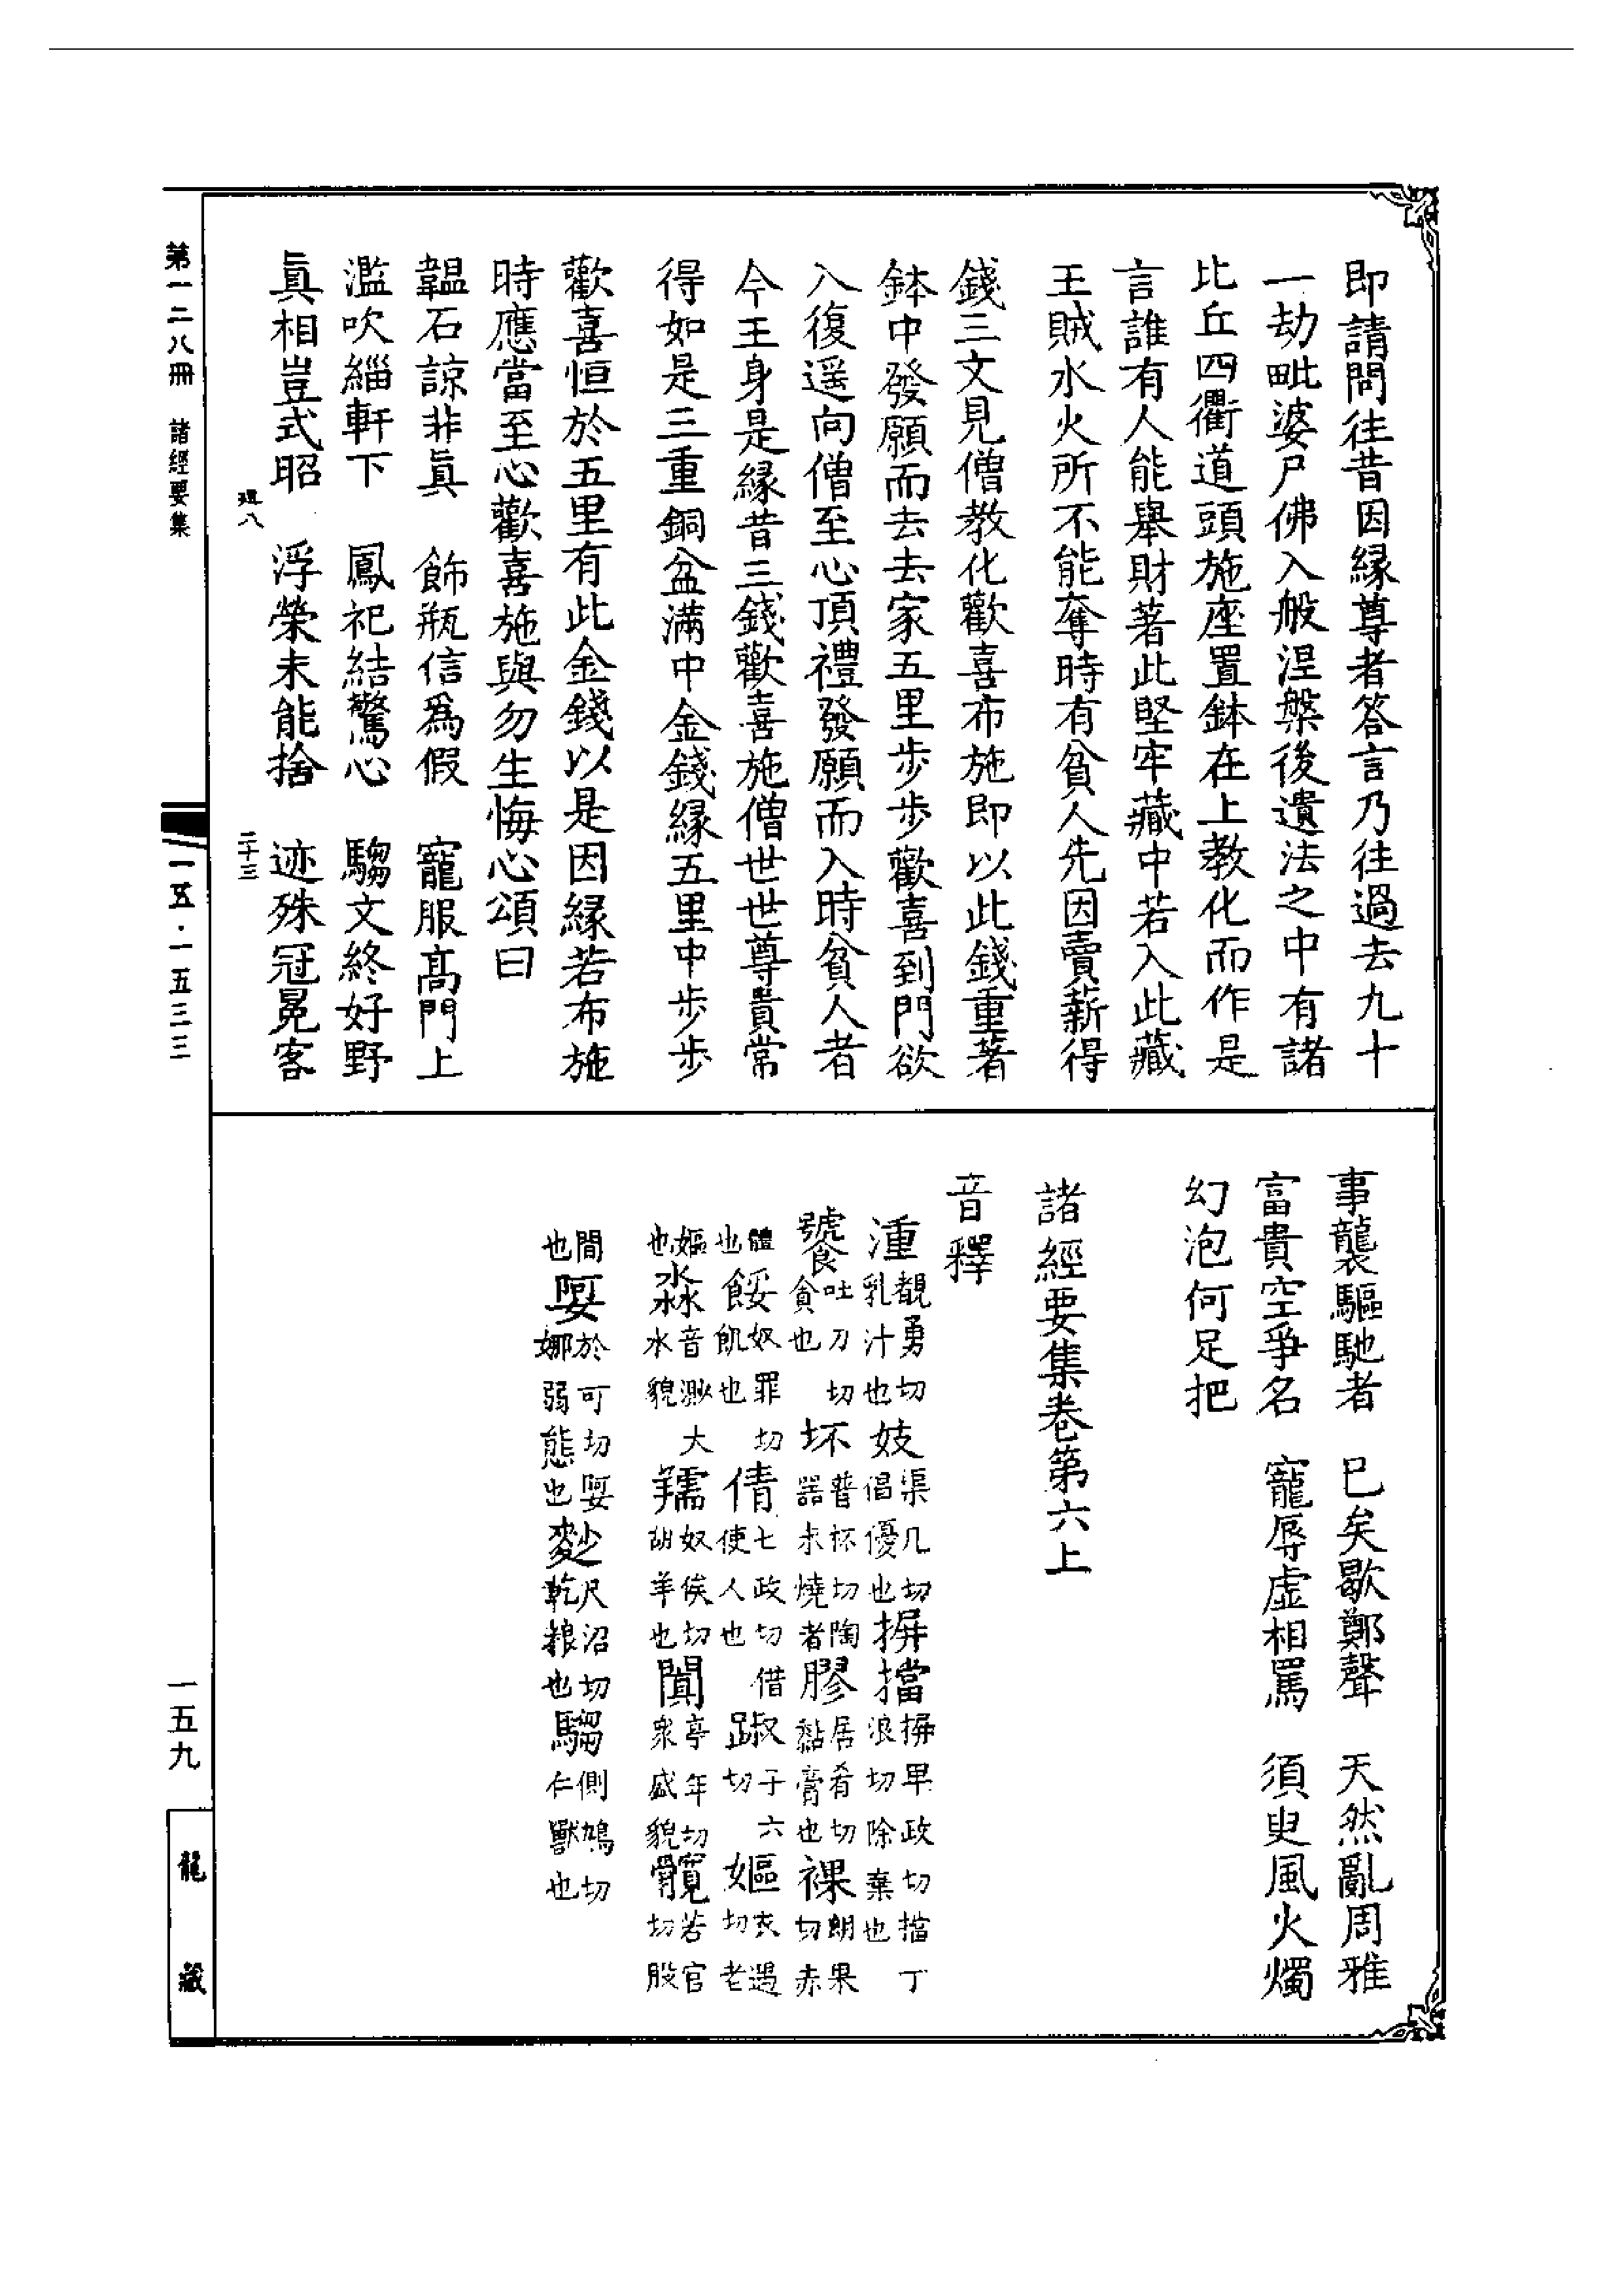 即請問往昔因縁尊者答言乃往過去九十
一劫毗婆尸佛入般涅槃後遺法之中有諸
比丘四衢道頭施座置鉢在上教化而作是
言誰有人能舉財著此堅牢藏中若入此藏
王賊水火所不能奪時有貧人先因賣薪得
錢三文見僧教化歡喜布施即以此錢重著
鉢中發願而去去家五里步步歡喜到門欲
入復遥向僧至心頂禮發願而入時貧人者
今王身是縁昔三錢歡喜施僧世世尊貴常
得如是三重銅盆滿中金錢縁五里中步步
歡喜恒於五里有此金錢以是因縁若布施
時應當至心歡喜施與勿生悔心頌曰
韞石諒非眞　飾瓶信爲假　寵服髙門上
濫吹緇軒下　鳳祀結驚心　騶文終好野
眞相豈式昭　浮榮未能捨　迹殊冠冕客
事襲驅馳者　已矣歇鄭聲　天然亂周雅
富貴空爭名　寵辱虚相罵　須臾風火燭
幻泡何足把
諸經要集卷第六上
音釋
湩覩勇切乳汁也 妓渠几切倡優也 摒擋摒畀政切擋丁浪切除棄也
饕吐刀切貪也 坏普杯切陶器未燒者 膠居肴切黏膏也 裸朗果切赤
體也 餒奴罪切飢也 倩七政切借使人也 踧子六切 嫗衣遇切老
嫗也 淼音渺大水貌 羺奴侯切胡羊也 闐亭年切衆盛貌 髖若官切股
間也 娿於可切娿娜弱態也 麨尺沼切乾糧也 騶側鳩切仁獸也
第一二八冊　諸經要集
二十三
一五・一五三三
一五九
龍藏